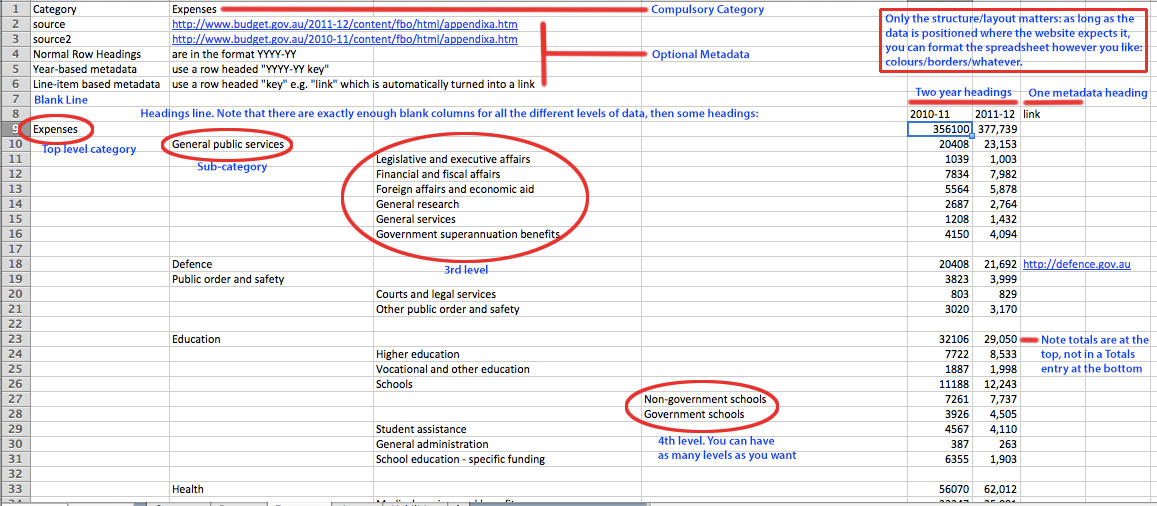 1 Category Expenses Compulsory Category
2 source http://www.budget.gov.au/2011-12/content/fbo/html/appendixa.htm
3 source2 http://www.budget.gov.au/2010-11/content/fbo/html/appendixa.htm
4 Normal Row Headings are in the format YYYY-YY Optional Metadata
5 Year-based metadata use a row headed "YYYY-YY key"
6 Line-item based metadata use a row headed "key" e.g. "link" which is automatically turned into a link
Only the structure/layout matters: as long as the
data is positioned where the website expects it,
you can format the spreadsheet however you like:
colours/borders/whatever.
7 Blank Line Two year headings One metadata heading
Headings line. Note that there are exactly enough blank columns for all the different levels of data, then some headings:
8 2010-11 2011-12 link
9 Expenses 356100 377,739
Top level category
10 General public services 20408 23,153
Sub-category
11 Legislative and executive affairs 1039 1,003
12 Financial and fiscal affairs 7834 7,982
13 Foreign affairs and economic aid 5564 5,878
14 General research 2687 2,764
15 General services 1208 1,432
16 Government superannuation benefits 4150 4,094
17
3rd level
18 Defence 20408 21,692 http://defence.gov.au
19 Public order and safety 3823 3,999
20 Courts and legal services 803 829
21 Other public order and safety 3020 3,170
22
23 Education 32106 29,050
Note totals are at the
top, not in a Totals
entry at the bottom
24 Higher education 7722 8,533
25 Vocational and other education 1887 1,998
26 Schools 11188 12,243
27 Non-government schools 7261 7,737
28 Government schools 3926 4,505
29 Student assistance 4567 4,110
4th level. You can have
as many levels as you want
30 General administration 387 263
31 School education - specific funding 6355 1,903
32
33 Health 56070 62,012